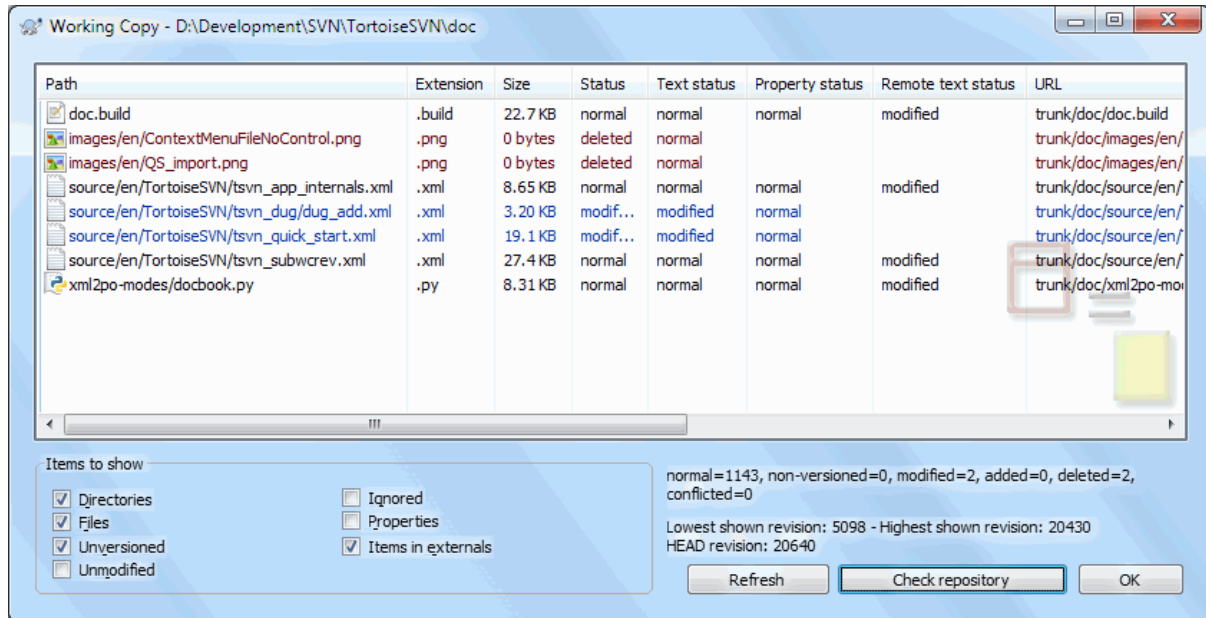 Working Copy - D:\Development\SVN\TortoiseSVN\doc
Path Extension Size Status Text status Property status Remote text status URL
doc.build .build 22.7 KB normal normal normal modified trunk/doc/doc.build
images/en/ContextMenuFileNoControl.png .png 0 bytes deleted normal trunk/doc/images/en/
images/en/QS_import.png .png 0 bytes deleted normal trunk/doc/images/en/
source/en/TortoiseSVN/tsvn_app_internals.xml .xml 8.65 KB normal normal normal modified trunk/doc/source/en/
source/en/TortoiseSVN/tsvn_dug/dug_add.xml .xml 3.20 KB modif... modified normal trunk/doc/source/en/
source/en/TortoiseSVN/tsvn_quick_start.xml .xml 19.1 KB modif... modified normal trunk/doc/source/en/
source/en/TortoiseSVN/tsvn_subwcrev.xml .xml 27.4 KB normal normal normal modified trunk/doc/source/en/
xml2po-modes/docbook.py .py 8.31 KB normal normal normal modified trunk/doc/xml2po-mo
Items to show
Directories Ignored
Files Properties
Unversioned Items in externals
Unmodified
normal=1143, non-versioned=0, modified=2, added=0, deleted=2,
conflicted=0
Lowest shown revision: 5098 - Highest shown revision: 20430
HEAD revision: 20640
Refresh Check repository OK